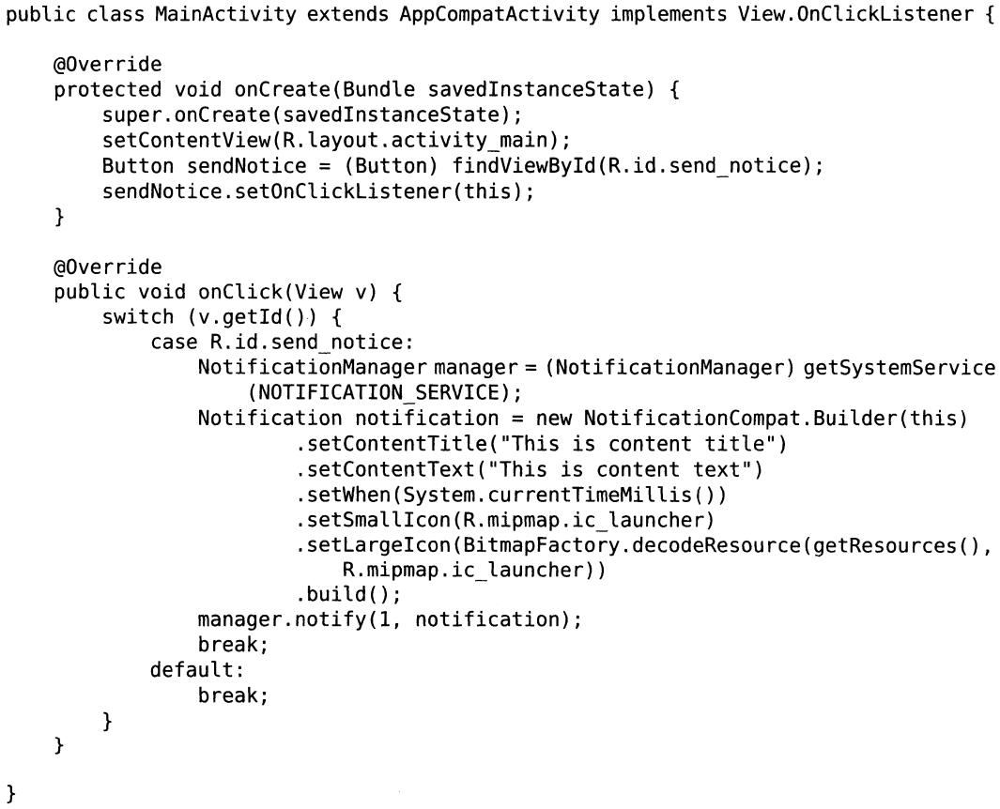 public class MainActivity extends AppCompatActivity implements View.OnClickListener {
@Override
protected void onCreate(Bundle savedInstanceState) {
super.onCreate(savedInstanceState);
setContentView(R.layout.activity_main);
Button sendNotice = (Button) findViewById(R.id.send_notice);
sendNotice.setOnClickListener(this);
}
@Override
public void onClick(View v) {
switch (v.getId()) {
case R.id.send_notice:
NotificationManager manager = (NotificationManager) getSystemService
(NOTIFICATION_SERVICE);
Notification notification = new NotificationCompat.Builder(this)
.setContentTitle("This is content title")
.setContentText("This is content text")
.setWhen(System.currentTimeMillis())
.setSmallIcon(R.mipmap.ic_launcher)
.setLargeIcon(BitmapFactory.decodeResource(getResources(),
R.mipmap.ic_launcher))
.build();
manager.notify(1, notification);
break;
default:
break;
}
}
}